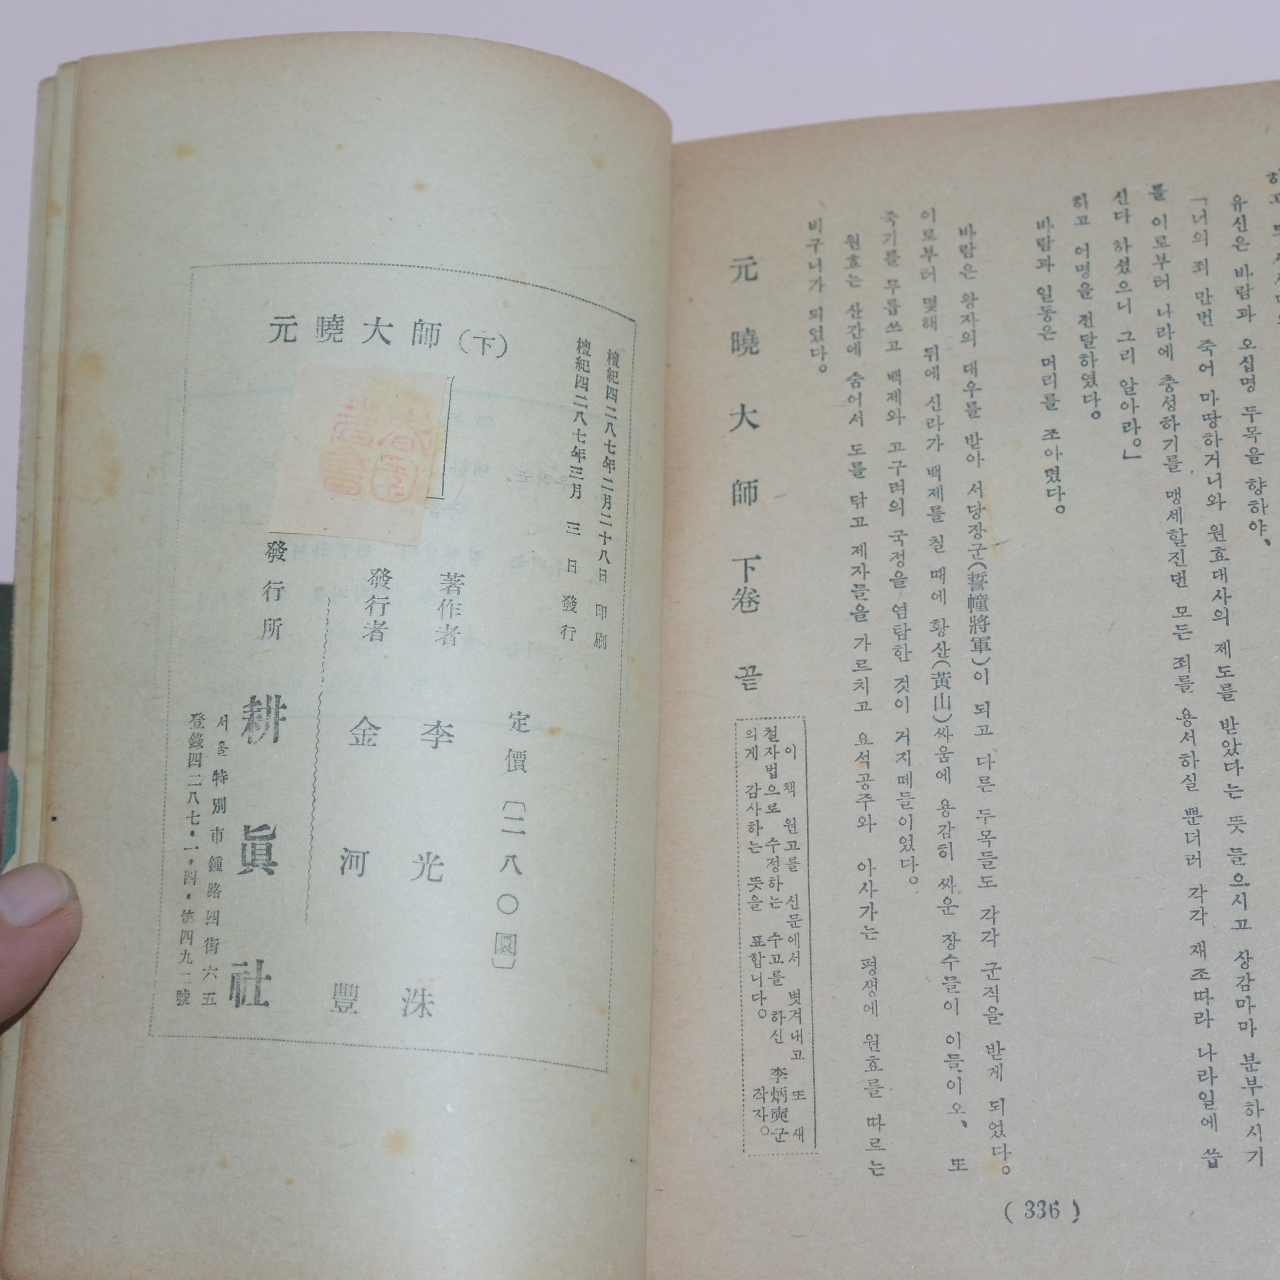 유신은 바람과 오십명 두목을 향하야、
「너의 죄 만번 죽어 마땅하거니와 원효대사의 제도를 받았다는 뜻 들으시고 상감마마 분부하시기
를 이로부터 나라에 충성하기를 맹세할진댄 모든 죄를 용서하실 뿐더러 각각 재조따라 나라일에 씁
신다 하셨으니 그리 알아라。」
하고 어명을 전달하였다。
바람과 일동은 머리를 조아렸다。
바람은 왕자의 대우를 받아 서당장군(誓幢將軍)이 되고 다른 두목들도 각각 군직을 받게 되었다。
이로부터 몇해 뒤에 신라가 백제를 칠 때에 황산(黃山)싸움에 용감히 싸운 장수들이 이들이오、 또
죽기를 무릅쓰고 백제와 고구려의 국정을 염탐한 것이 거지떼들이었다。
원효는 산간에 숨어서 도를 닦고 제자들을 가르치고 요석공주와 아사가는 평생에 원효를 따르는
비구니가 되었다。
元曉大師 下卷 끝
이 책 원고를 신문에서 벗겨내고 또 새
철자법으로 수정하는 수고를 하신 李炳奭군
의게 감사하는 뜻을 표합니다。 작자。
(336)
檀紀四二八七年二月二十八日 印刷
檀紀四二八七年三月 三 日 發行
元曉大師(下)
春園
定價〔二八〇圜〕
著作者 李光洙
發行者 金河豐
發行所 耕眞社
서울特別市鍾路四街六五
登錄四二八七·一·四·第四九一號